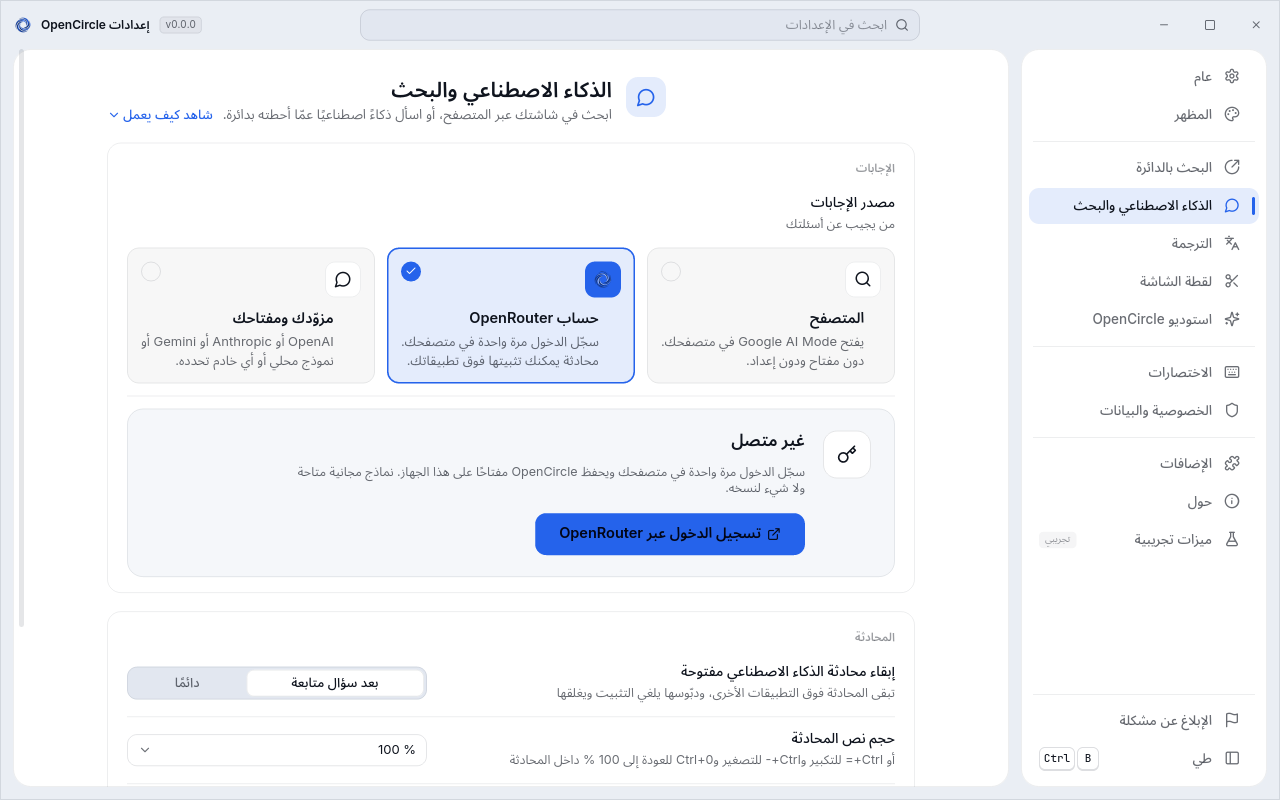 إعدادات OpenCircle
v0.0.0
ابحث في الإعدادات
عام
المظهر
البحث بالدائرة
الذكاء الاصطناعي والبحث
الترجمة
لقطة الشاشة
استوديو OpenCircle
الاختصارات
الخصوصية والبيانات
الإضافات
حول
ميزات تجريبية
تجريبي
الإبلاغ عن مشكلة
طي
Ctrl B
الذكاء الاصطناعي والبحث
ابحث في شاشتك عبر المتصفح، أو اسأل ذكاءً اصطناعيًا عمّا أحطته بدائرة. شاهد كيف يعمل
الإجابات
مصدر الإجابات
من يجيب عن أسئلتك
المتصفح
يفتح Google AI Mode في متصفحك.
دون مفتاح ودون إعداد.
حساب OpenRouter
سجّل الدخول مرة واحدة في متصفحك.
محادثة يمكنك تثبيتها فوق تطبيقاتك.
مزوّدك ومفتاحك
OpenAI أو Anthropic أو Gemini أو
نموذج محلي أو أي خادم تحدده.
غير متصل
سجّل الدخول مرة واحدة في متصفحك ويحفظ OpenCircle مفتاحًا على هذا الجهاز. نماذج مجانية متاحة
ولا شيء لنسخه.
تسجيل الدخول عبر OpenRouter
المحادثة
إبقاء محادثة الذكاء الاصطناعي مفتوحة
تبقى المحادثة فوق التطبيقات الأخرى، ودبّوسها يلغي التثبيت ويغلقها
بعد سؤال متابعة
دائمًا
حجم نص المحادثة
أو Ctrl+= للتكبير وCtrl+- للتصغير وCtrl+0 للعودة إلى 100 % داخل المحادثة
100 %